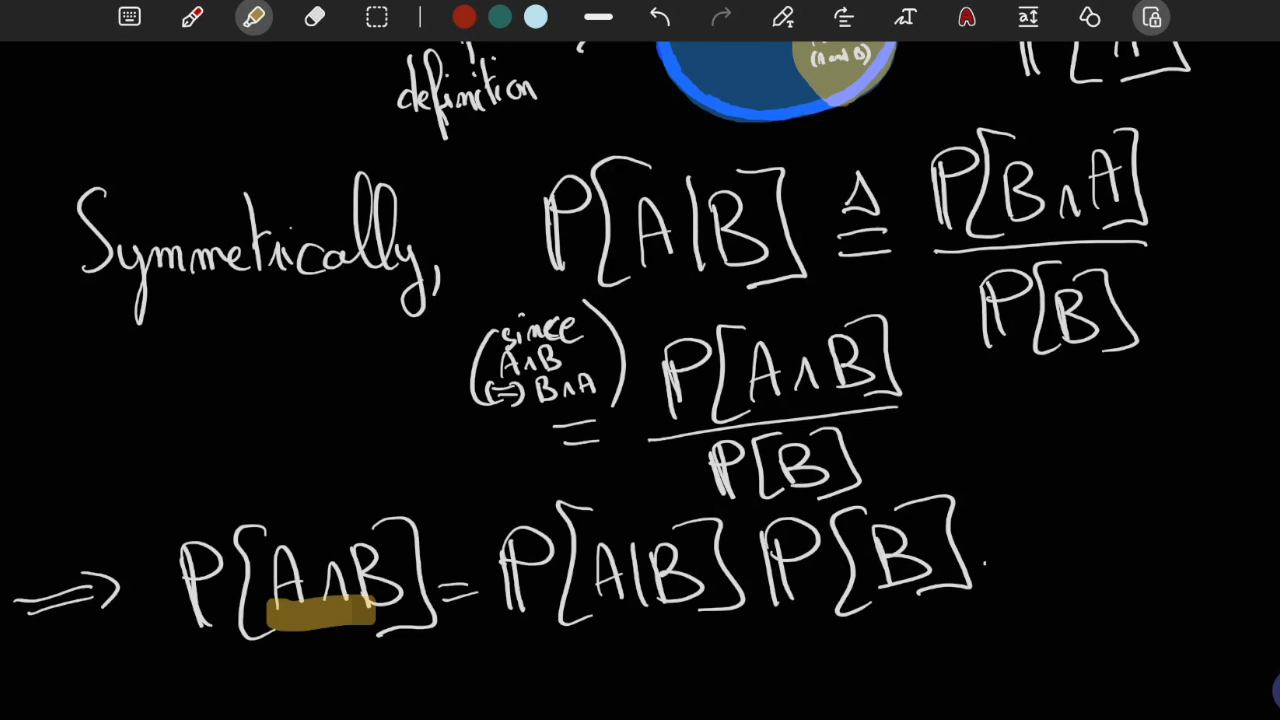 (A and B)
definition
Symmetrically, P[A|B] ≜ P[B∧A] / P[B]
(since A∧B ⟺ B∧A)
= P[A∧B] / P[B]
⟹ P[A∧B] = P[A|B] P[B].